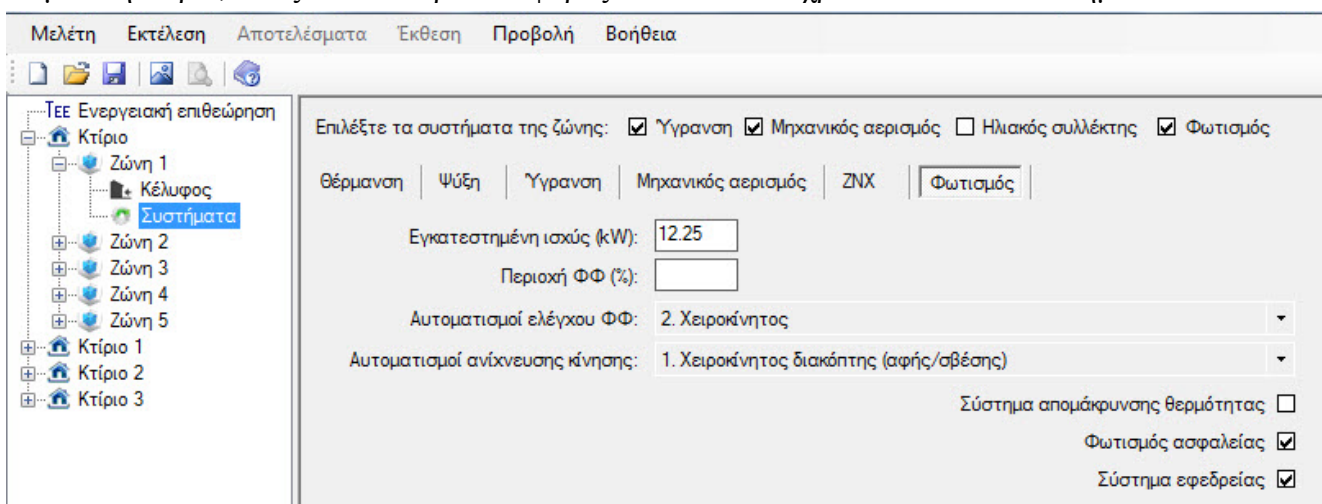 Μελέτη Εκτέλεση Αποτελέσματα Έκθεση Προβολή Βοήθεια
ΤΕΕ Ενεργειακή επιθεώρηση
Κτίριο
Ζώνη 1
Κέλυφος
Συστήματα
Ζώνη 2
Ζώνη 3
Ζώνη 4
Ζώνη 5
Κτίριο 1
Κτίριο 2
Κτίριο 3
Επιλέξτε τα συστήματα της ζώνης: Ύγρανση Μηχανικός αερισμός Ηλιακός συλλέκτης Φωτισμός
Θέρμανση Ψύξη Ύγρανση Μηχανικός αερισμός ΖΝΧ Φωτισμός
Εγκατεστημένη ισχύς (kW): 12.25
Περιοχή ΦΦ (%):
Αυτοματισμοί ελέγχου ΦΦ: 2. Χειροκίνητος
Αυτοματισμοί ανίχνευσης κίνησης: 1. Χειροκίνητος διακόπτης (αφής/σβέσης)
Σύστημα απομάκρυνσης θερμότητας
Φωτισμός ασφαλείας
Σύστημα εφεδρείας